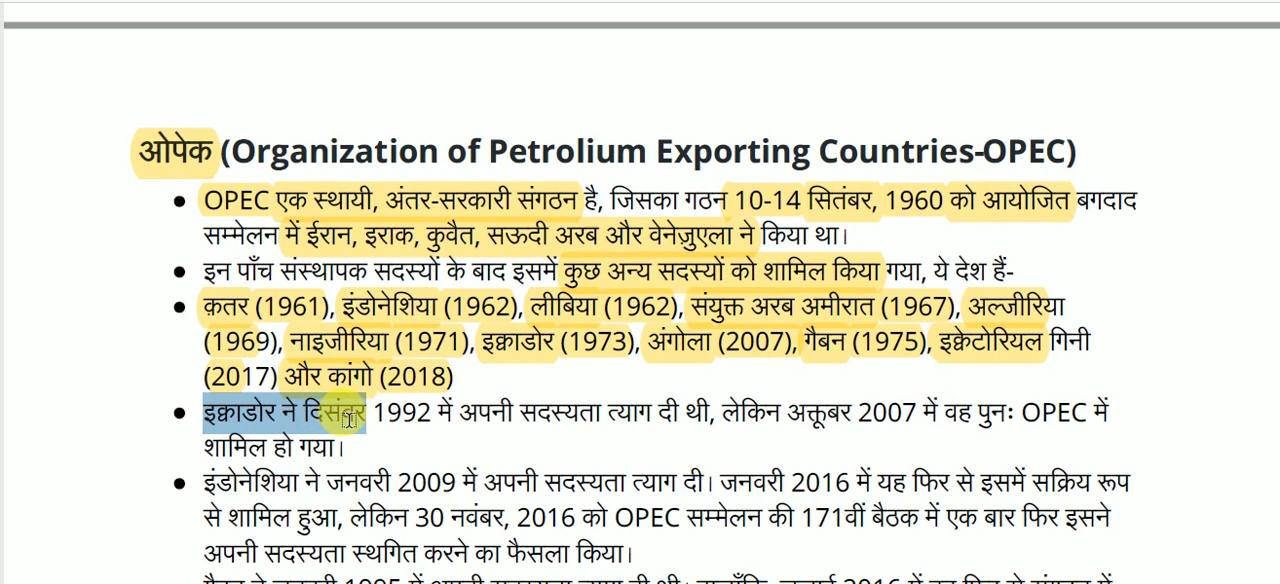 ओपेक (Organization of Petrolium Exporting Countries-OPEC)
● OPEC एक स्थायी, अंतर-सरकारी संगठन है, जिसका गठन 10-14 सितंबर, 1960 को आयोजित बगदाद
सम्मेलन में ईरान, इराक, कुवैत, सऊदी अरब और वेनेज़ुएला ने किया था।
● इन पाँच संस्थापक सदस्यों के बाद इसमें कुछ अन्य सदस्यों को शामिल किया गया, ये देश हैं-
● क़तर (1961), इंडोनेशिया (1962), लीबिया (1962), संयुक्त अरब अमीरात (1967), अल्जीरिया
(1969), नाइजीरिया (1971), इक्वाडोर (1973), अंगोला (2007), गैबन (1975), इक्वेटोरियल गिनी
(2017) और कांगो (2018)
● इक्वाडोर ने दिसंबर 1992 में अपनी सदस्यता त्याग दी थी, लेकिन अक्तूबर 2007 में वह पुनः OPEC में
शामिल हो गया।
● इंडोनेशिया ने जनवरी 2009 में अपनी सदस्यता त्याग दी। जनवरी 2016 में यह फिर से इसमें सक्रिय रूप
से शामिल हुआ, लेकिन 30 नवंबर, 2016 को OPEC सम्मेलन की 171वीं बैठक में एक बार फिर इसने
अपनी सदस्यता स्थगित करने का फैसला किया।